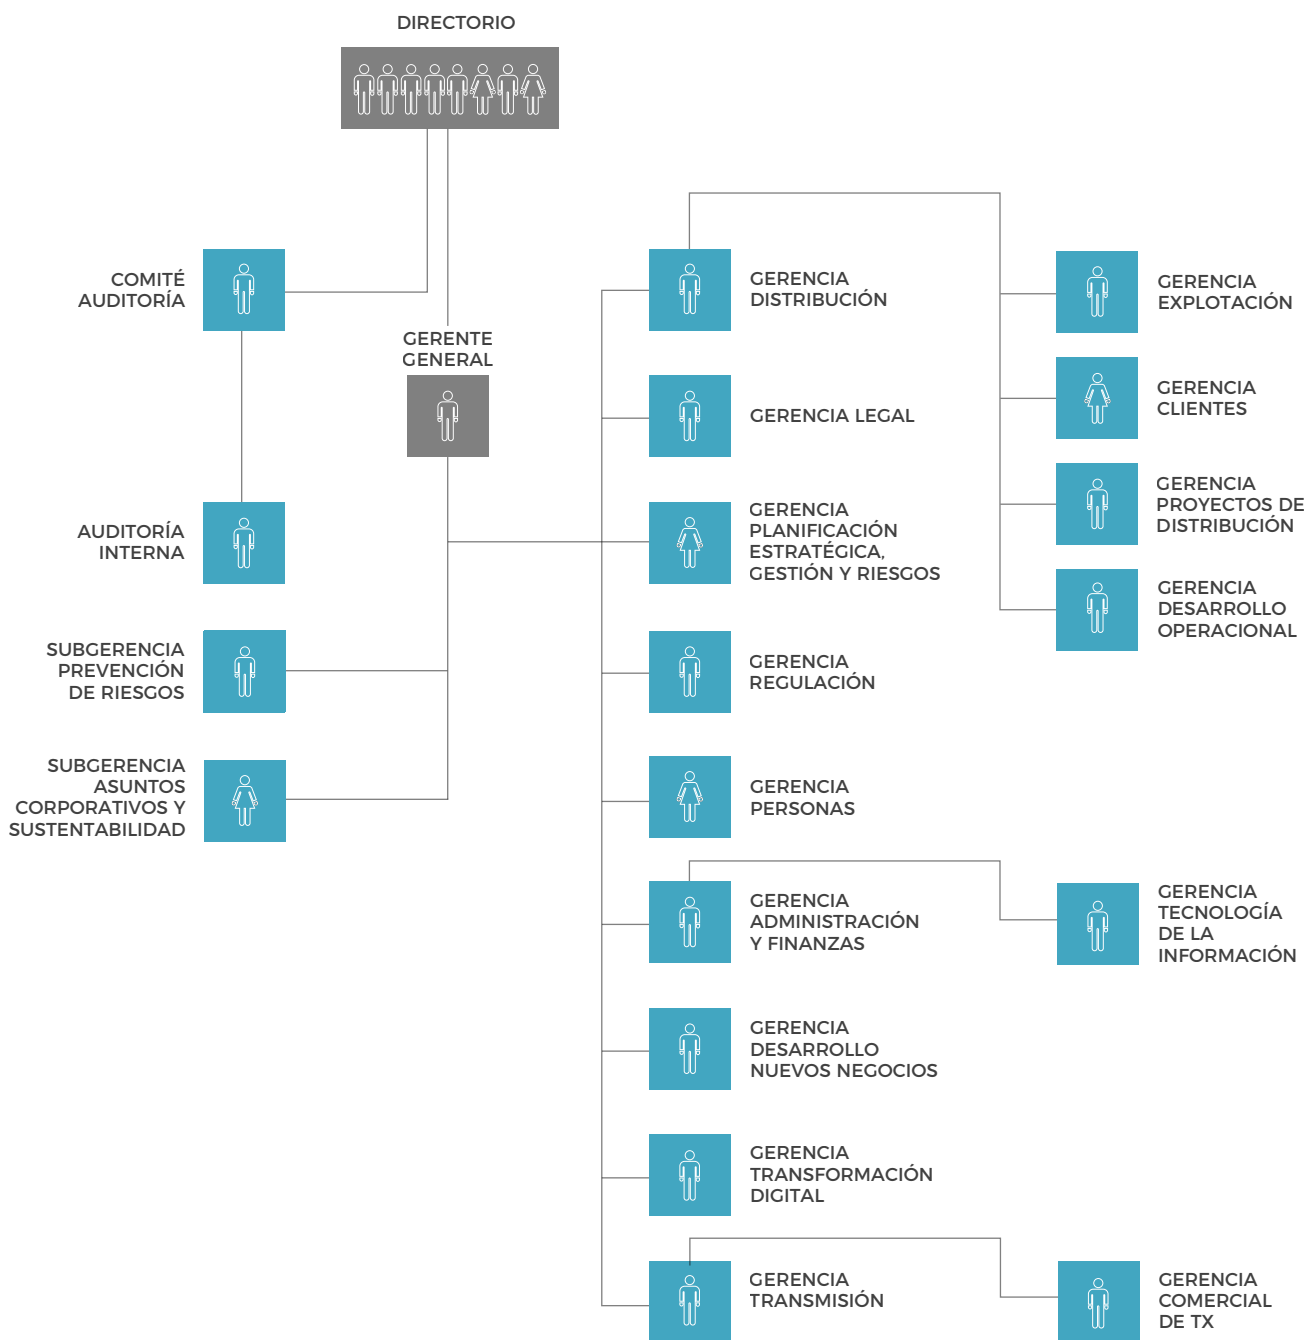 DIRECTORIO
COMITÉ
AUDITORÍA
GERENTE
GENERAL
AUDITORÍA
INTERNA
SUBGERENCIA
PREVENCIÓN
DE RIESGOS
SUBGERENCIA
ASUNTOS
CORPORATIVOS Y
SUSTENTABILIDAD
GERENCIA
DISTRIBUCIÓN
GERENCIA LEGAL
GERENCIA
PLANIFICACIÓN
ESTRATÉGICA,
GESTIÓN Y RIESGOS
GERENCIA
REGULACIÓN
GERENCIA
PERSONAS
GERENCIA
ADMINISTRACIÓN
Y FINANZAS
GERENCIA
DESARROLLO
NUEVOS NEGOCIOS
GERENCIA
TRANSFORMACIÓN
DIGITAL
GERENCIA
TRANSMISIÓN
GERENCIA
EXPLOTACIÓN
GERENCIA
CLIENTES
GERENCIA
PROYECTOS DE
DISTRIBUCIÓN
GERENCIA
DESARROLLO
OPERACIONAL
GERENCIA
TECNOLOGÍA
DE LA
INFORMACIÓN
GERENCIA
COMERCIAL
DE TX